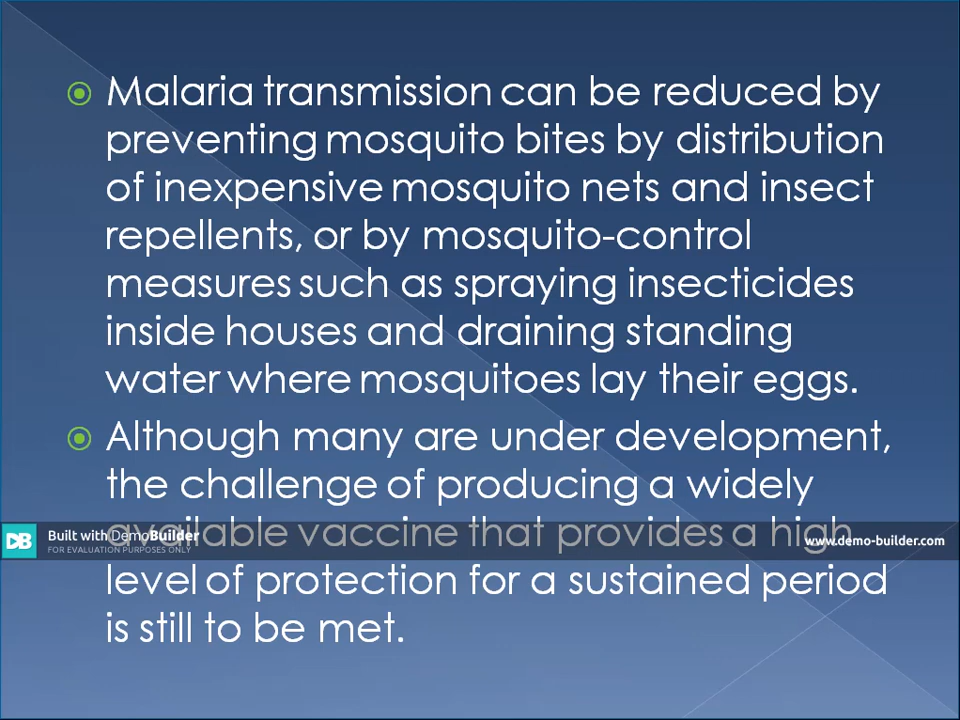 Malaria transmission can be reduced by
preventing mosquito bites by distribution
of inexpensive mosquito nets and insect
repellents, or by mosquito-control
measures such as spraying insecticides
inside houses and draining standing
water where mosquitoes lay their eggs.
Although many are under development,
the challenge of producing a widely
available vaccine that provides a high
DB Built with DemoBuilder www.demo-builder.com
FOR EVALUATION PURPOSES ONLY
level of protection for a sustained period
is still to be met.